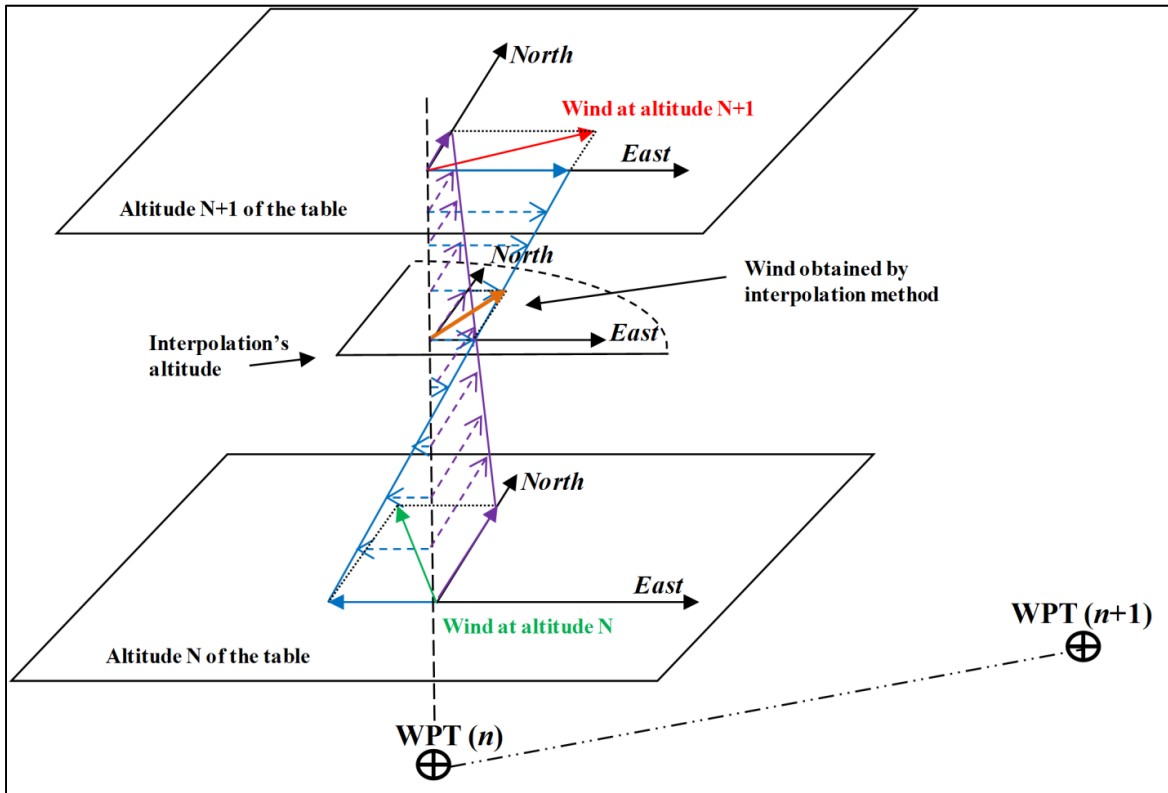 North
Wind at altitude N+1
East
Altitude N+1 of the table
North
Wind obtained by
interpolation method
East
Interpolation's
altitude
North
East
Wind at altitude N
WPT (n+1)
Altitude N of the table
WPT (n)